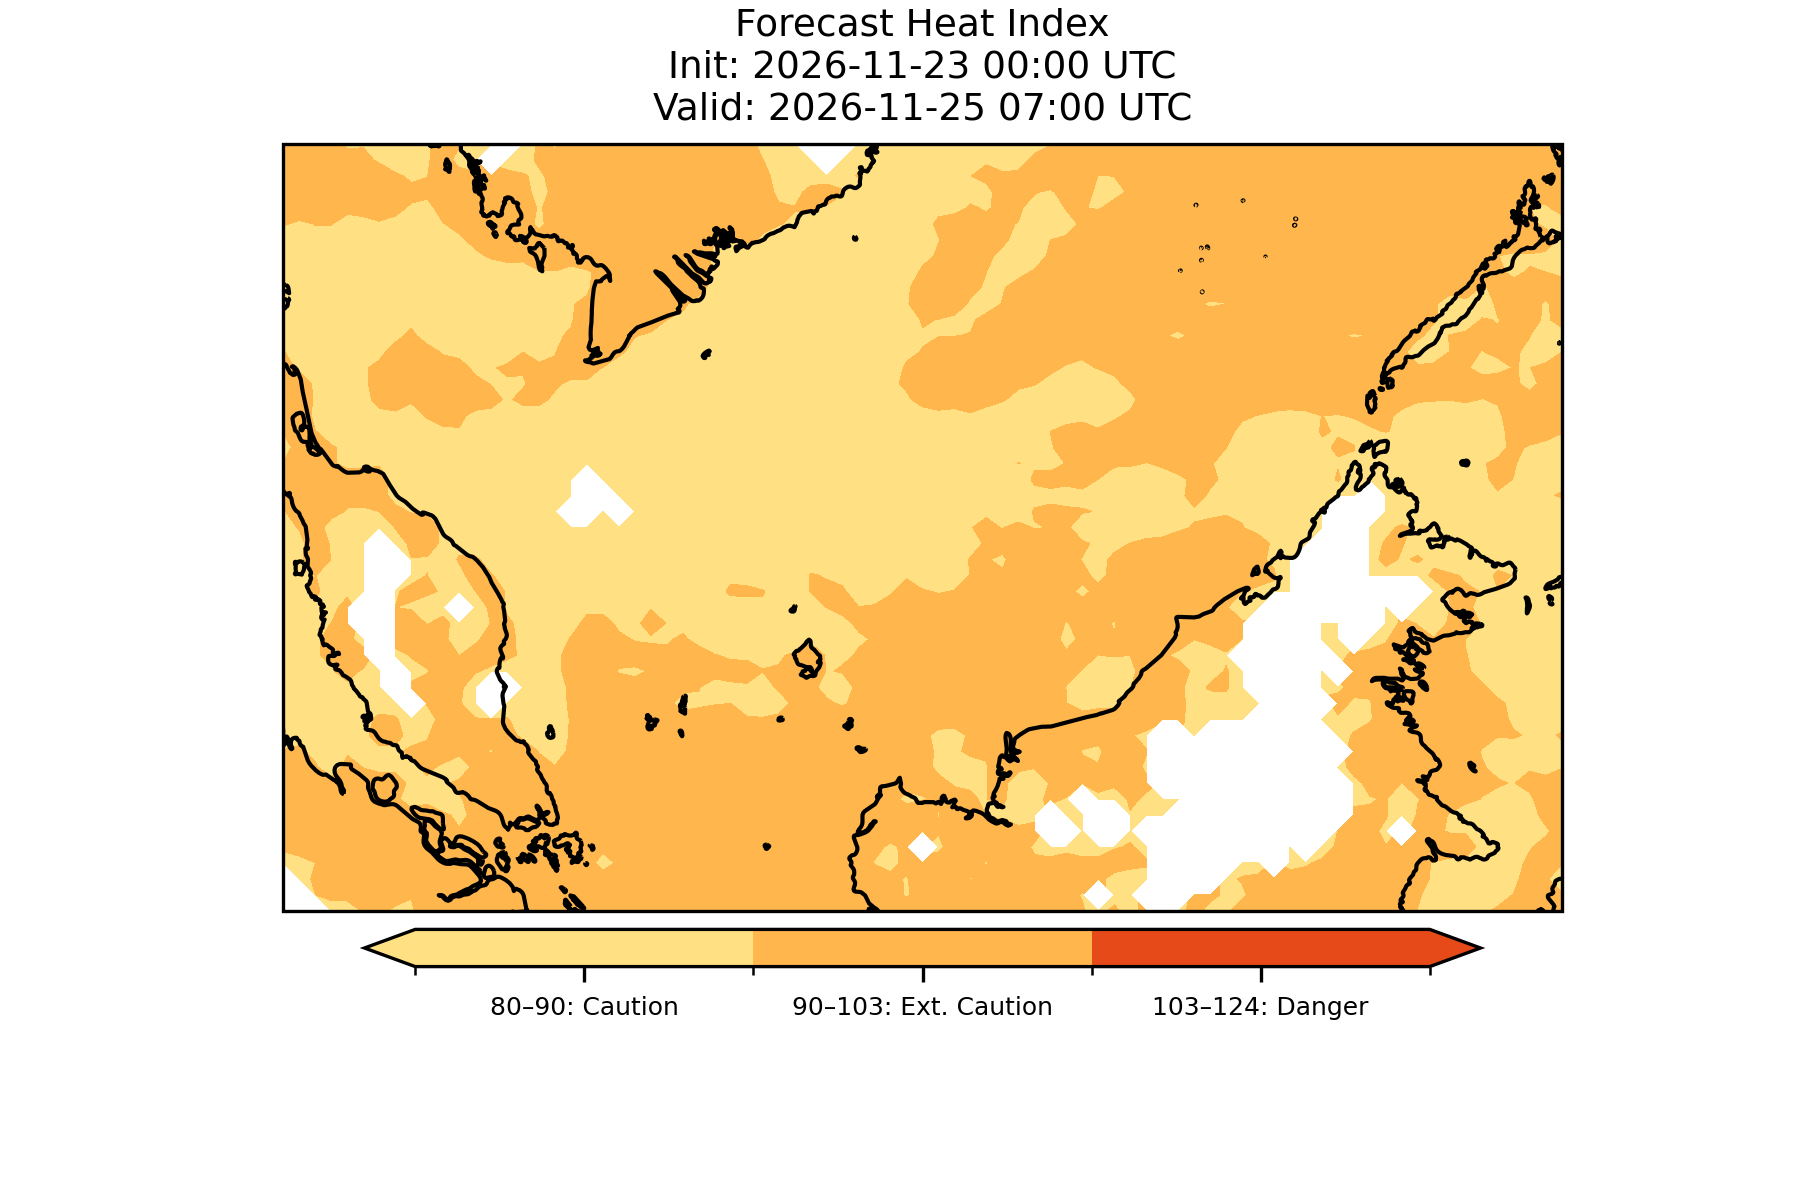 Forecast Heat Index
Init: 2026-11-23 00:00 UTC
Valid: 2026-11-25 07:00 UTC
80–90: Caution
90–103: Ext. Caution
103–124: Danger